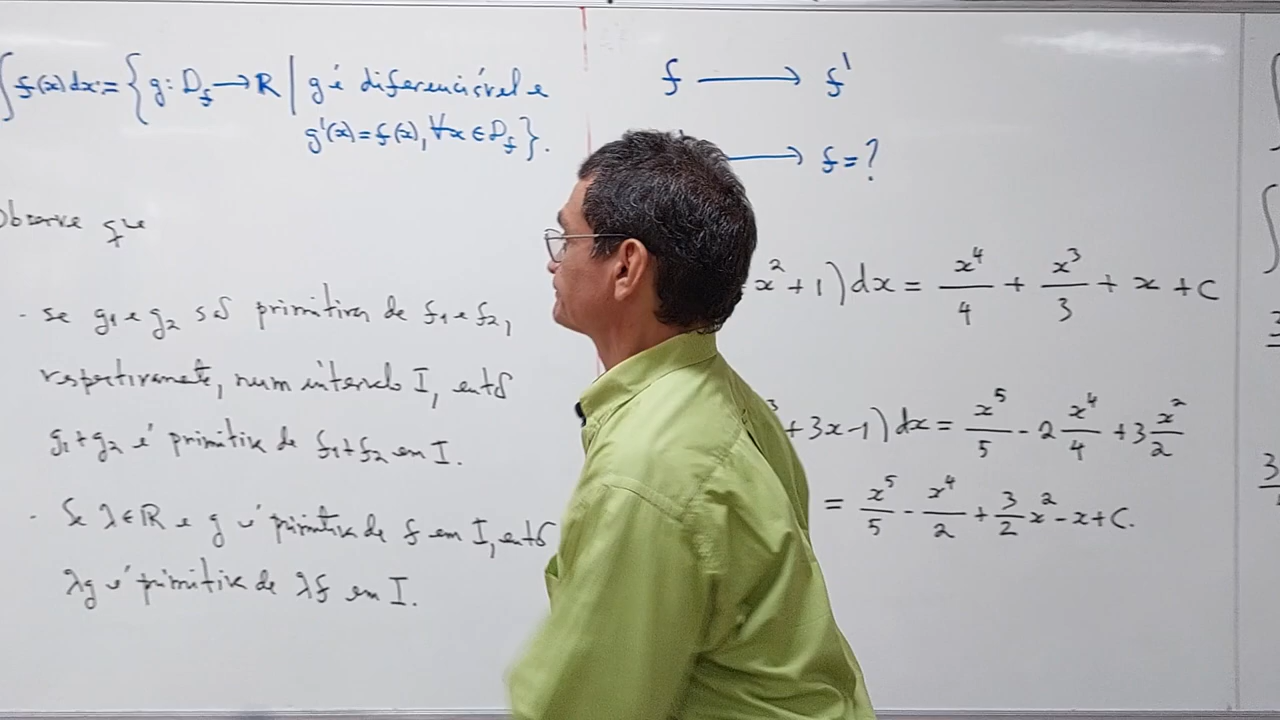 ∫f(x)dx:={g: D_f→ℝ | g é diferenciável e
g'(x)=f(x), ∀x∈D_f}.
Observe que
- se g₁ e g₂ são primitivas de f₁ e f₂,
respectivamente, num intervalo I, então
g₁+g₂ é primitiva de f₁+f₂ em I.
- Se λ∈ℝ e g é primitiva de f em I, então
λg é primitiva de λf em I.
f → f'
→ f=?
x²+1)dx = x⁴/4 + x³/3 + x + C
³+3x-1)dx = x⁵/5 - 2 x⁴/4 + 3 x²/2
= x⁵/5 - x⁴/2 + 3/2 x² - x + C.